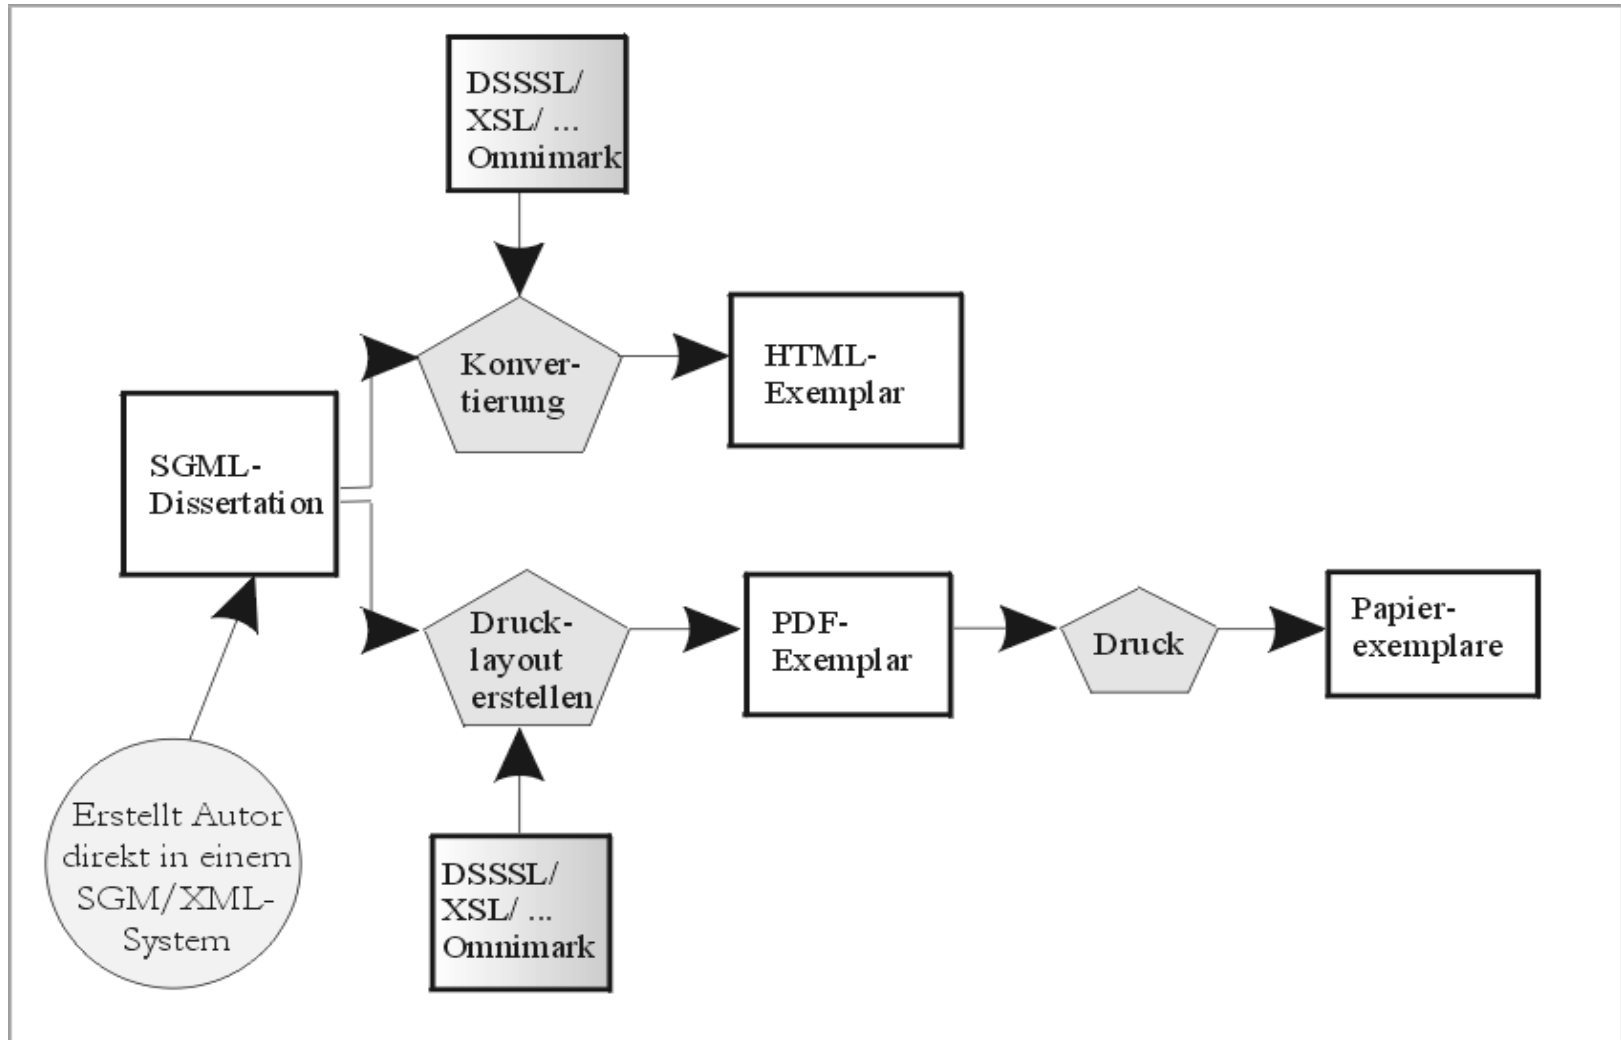 DSSSL/
XSL/ ...
Omnimark
Konver-
tierung
HTML-
Exemplar
SGML-
Dissertation
Druck-
layout
erstellen
PDF-
Exemplar
Druck
Papier-
exemplare
Erstellt Autor
direkt in einem
SGM/XML-
System
DSSSL/
XSL/ ...
Omnimark